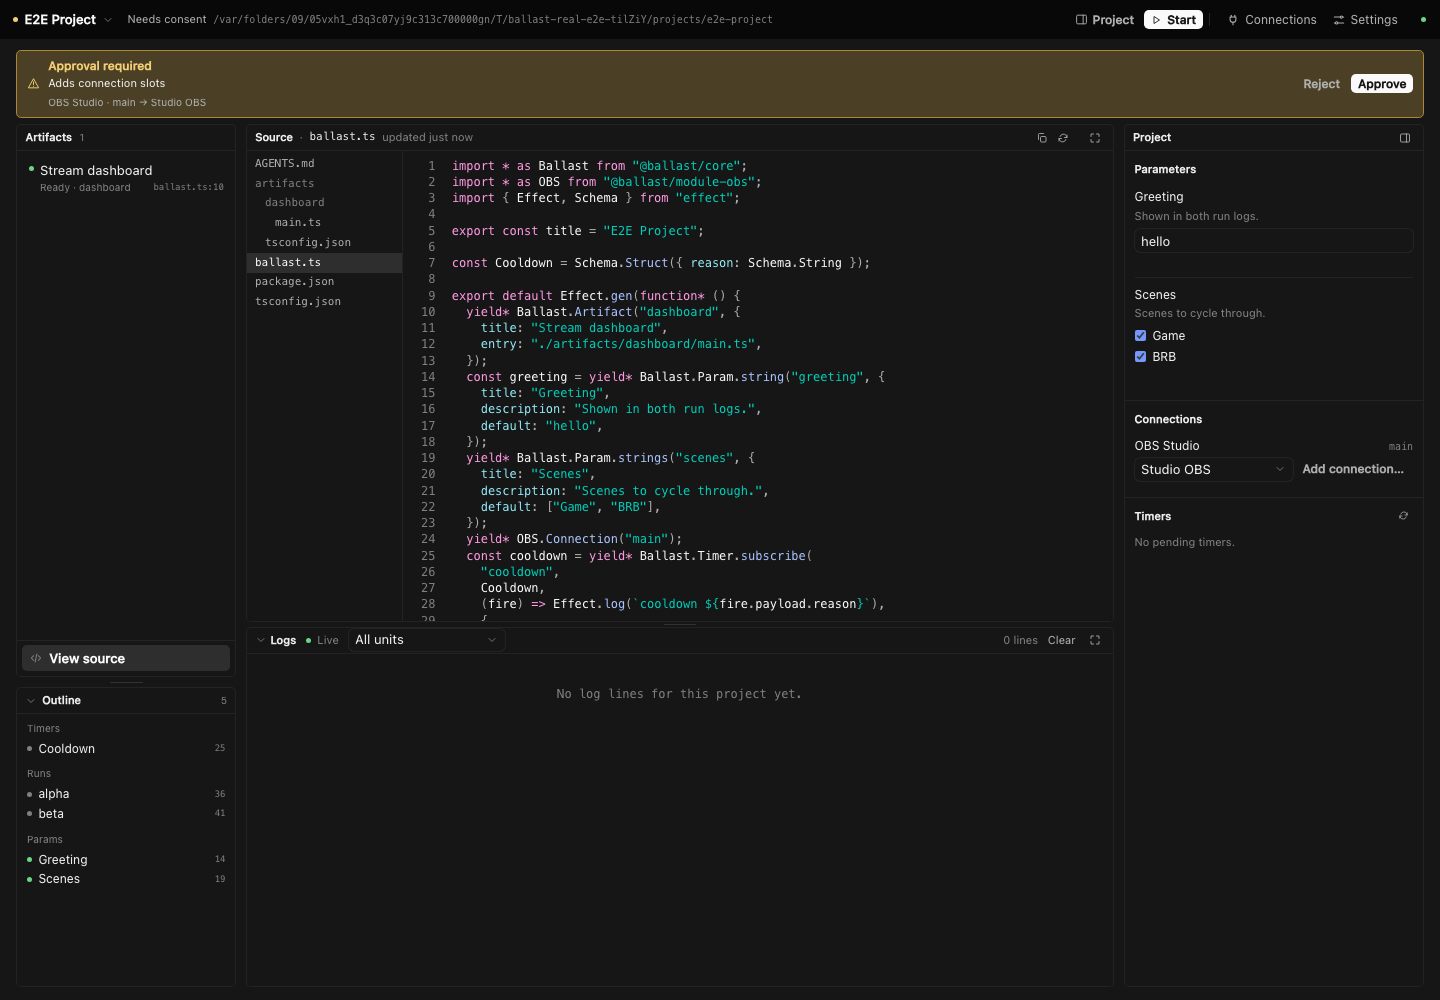 E2E Project
Needs consent /var/folders/09/05vxh1_d3q3c07yj9c313c700000gn/T/ballast-real-e2e-tilZiY/projects/e2e-project
Project
Start
Connections
Settings
Approval required
Adds connection slots
OBS Studio · main → Studio OBS
Reject
Approve
Artifacts 1
Stream dashboard
Ready · dashboard ballast.ts:10
View source
Outline 5
Timers
Cooldown 25
Runs
alpha 36
beta 41
Params
Greeting 14
Scenes 19
Source · ballast.ts updated just now
AGENTS.md
artifacts
dashboard
main.ts
tsconfig.json
ballast.ts
package.json
tsconfig.json
1 import * as Ballast from "@ballast/core";
2 import * as OBS from "@ballast/module-obs";
3 import { Effect, Schema } from "effect";
4
5 export const title = "E2E Project";
6
7 const Cooldown = Schema.Struct({ reason: Schema.String });
8
9 export default Effect.gen(function* () {
10 yield* Ballast.Artifact("dashboard", {
11 title: "Stream dashboard",
12 entry: "./artifacts/dashboard/main.ts",
13 });
14 const greeting = yield* Ballast.Param.string("greeting", {
15 title: "Greeting",
16 description: "Shown in both run logs.",
17 default: "hello",
18 });
19 yield* Ballast.Param.strings("scenes", {
20 title: "Scenes",
21 description: "Scenes to cycle through.",
22 default: ["Game", "BRB"],
23 });
24 yield* OBS.Connection("main");
25 const cooldown = yield* Ballast.Timer.subscribe(
26 "cooldown",
27 Cooldown,
28 (fire) => Effect.log(`cooldown ${fire.payload.reason}`),
29 {
Logs Live All units 0 lines Clear
No log lines for this project yet.
Project
Parameters
Greeting
Shown in both run logs.
hello
Scenes
Scenes to cycle through.
Game
BRB
Connections
OBS Studio main
Studio OBS Add connection...
Timers
No pending timers.